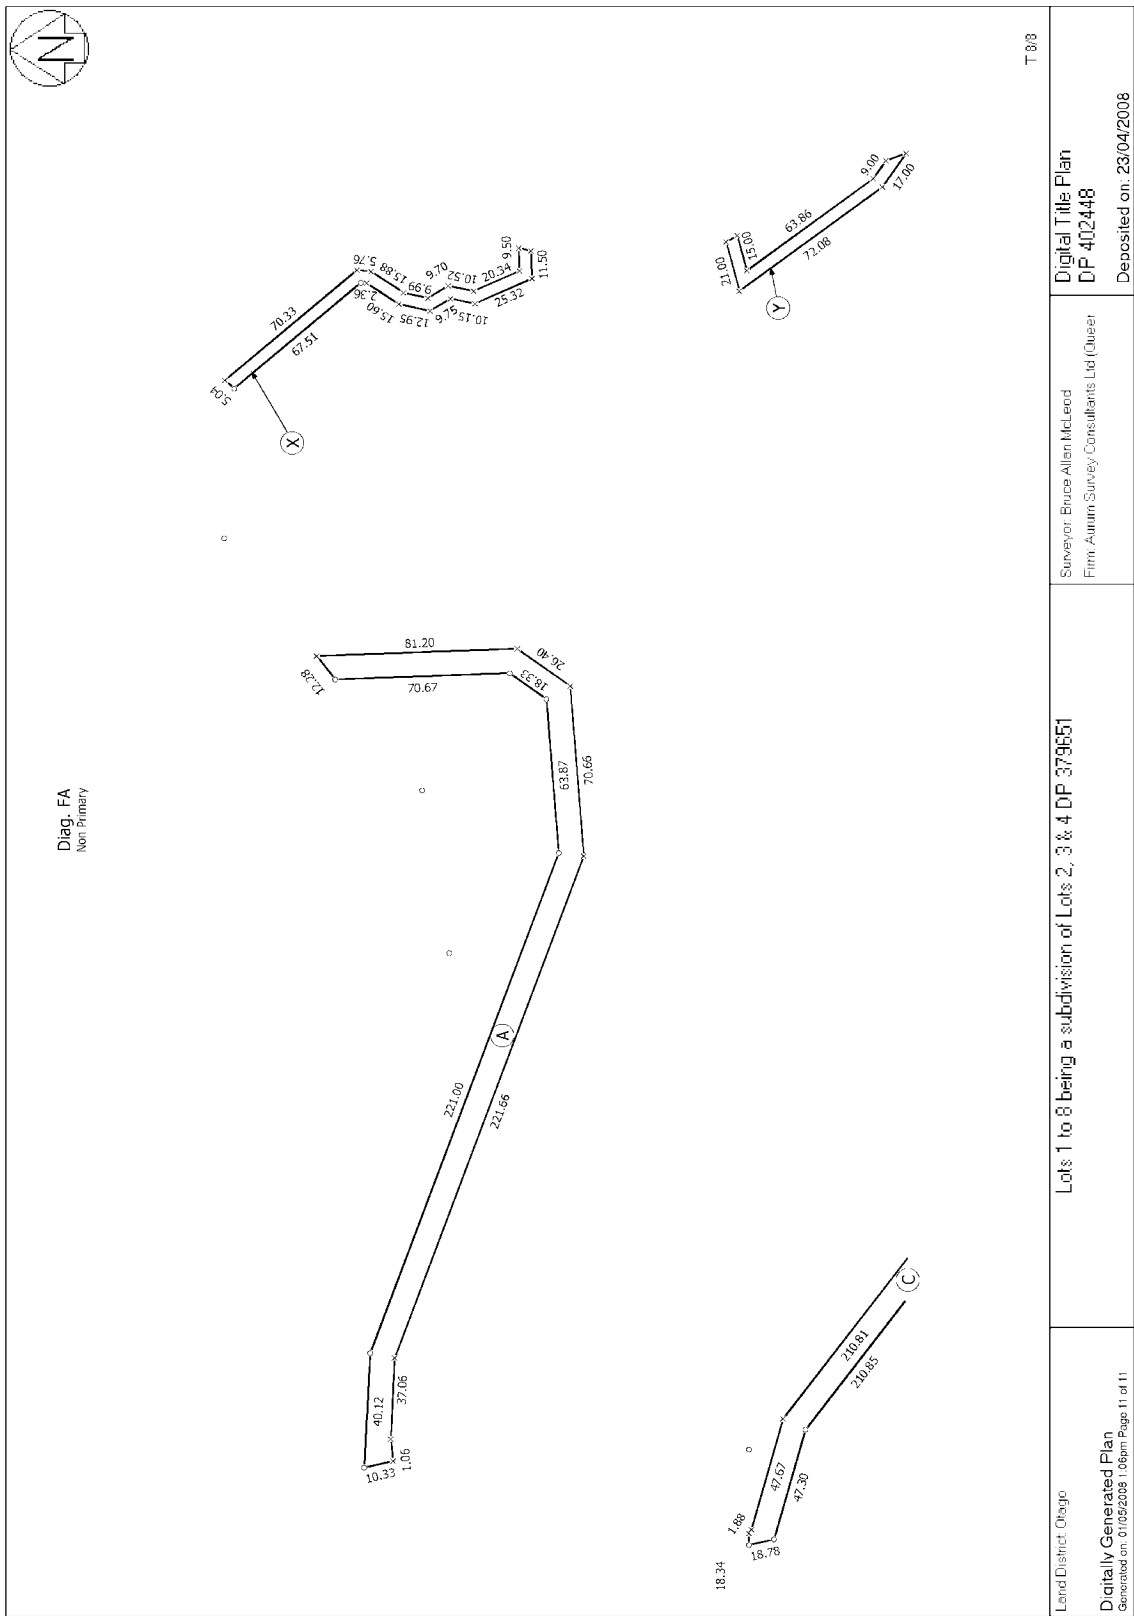 N
Diag. FA
Non Primary
T 8/8
10.33
40.12
1.06
37.06
221.00
221.66
A
63.87
70.66
18.33
26.40
70.67
81.20
12.28
5.04
70.33
67.51
X
5.76
2.36
15.88
15.60
9.99
12.95
9.70
9.75
10.52
10.15
20.34
25.32
9.50
11.50
18.34
18.78
1.88
47.67
47.30
210.81
210.85
C
21.00
15.00
63.86
72.08
9.00
17.00
Y
Land District: Otago
Digitally Generated Plan
Generated on: 01/05/2008 1:06pm Page 11 of 11
Lots 1 to 8 being a subdivision of Lots 2, 3 & 4 DP 379651
Surveyor: Bruce Allan McLeod
Firm: Aurum Survey Consultants Ltd (Queer
Digital Title Plan
DP 402448
Deposited on: 23/04/2008